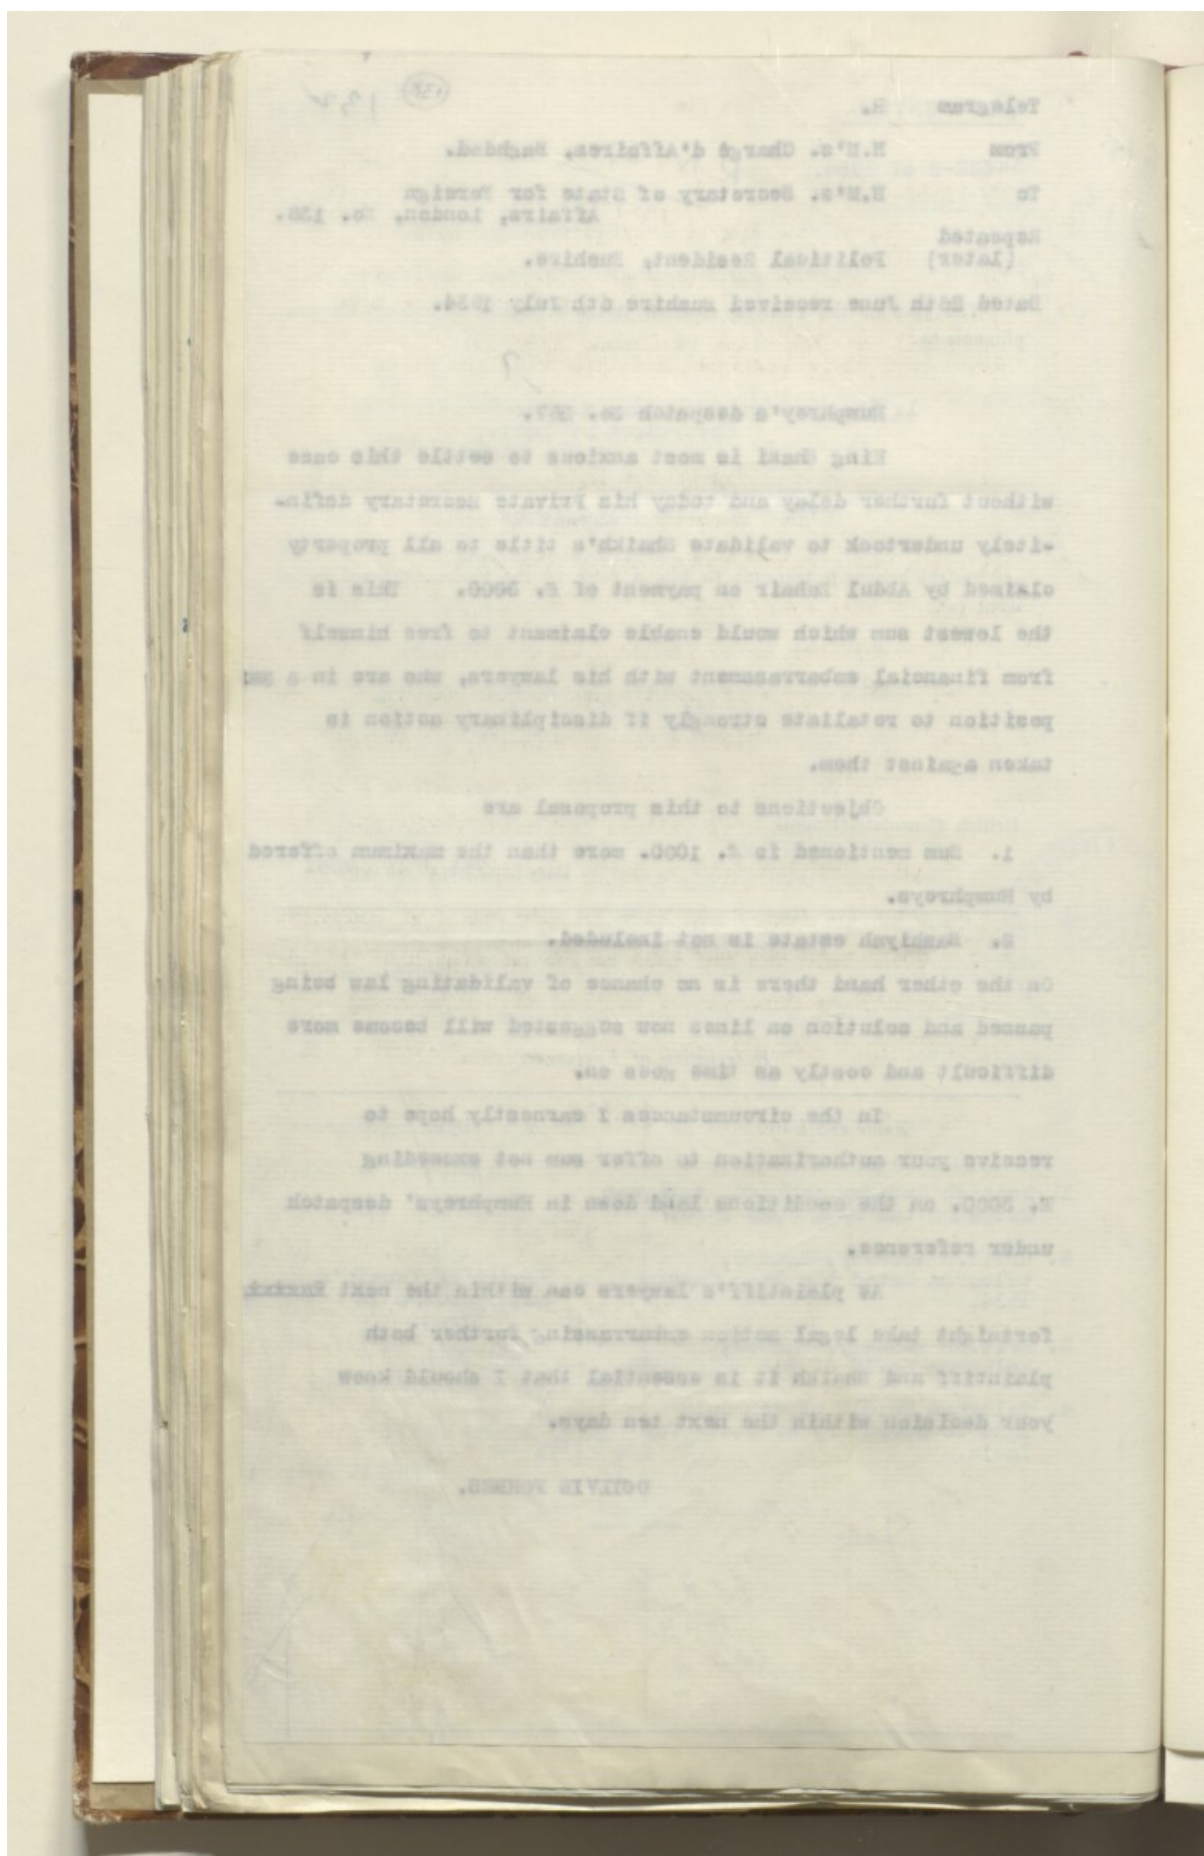 Telegram R.
From H.M's. Chargé d'Affaires, Baghdad.
To H.M's. Secretary of State for Foreign
Affairs, London, No. 138.
Repeated
(later) Political Resident, Bushire.
Dated 26th June received Bushire 6th July 1934.
Humphrey's despatch No.
King Ghazi is most anxious to settle this case
without further delay and today his Private Secretary defin-
-itely undertook to validate Shaikh's title to all property
claimed by Abdul on payment of £. 3000. This is
the lowest sum which would enable claimant to free himself
from financial embarrassment with his lawyers, who are in a
position to retaliate strongly if disciplinary action is
taken against them.
Objections to this proposal are
1. Sum mentioned is £. 1000. more than the maximum offered
by Humphreys.
2. estate is not included.
On the other hand there is no chance of validating law being
passed and solution on lines now suggested will become more
difficult and costly as time goes on.
In the circumstances I earnestly hope to
receive your authorization to offer sum not exceeding
£. 3000. on the conditions laid down in Humphreys' despatch
under reference.
As plaintiff's lawyers can within the next
fortnight take legal action embarrassing further both
plaintiff and Shaikh it is essential that I should know
your decision within the next ten days.
OGILVIE FORBES.